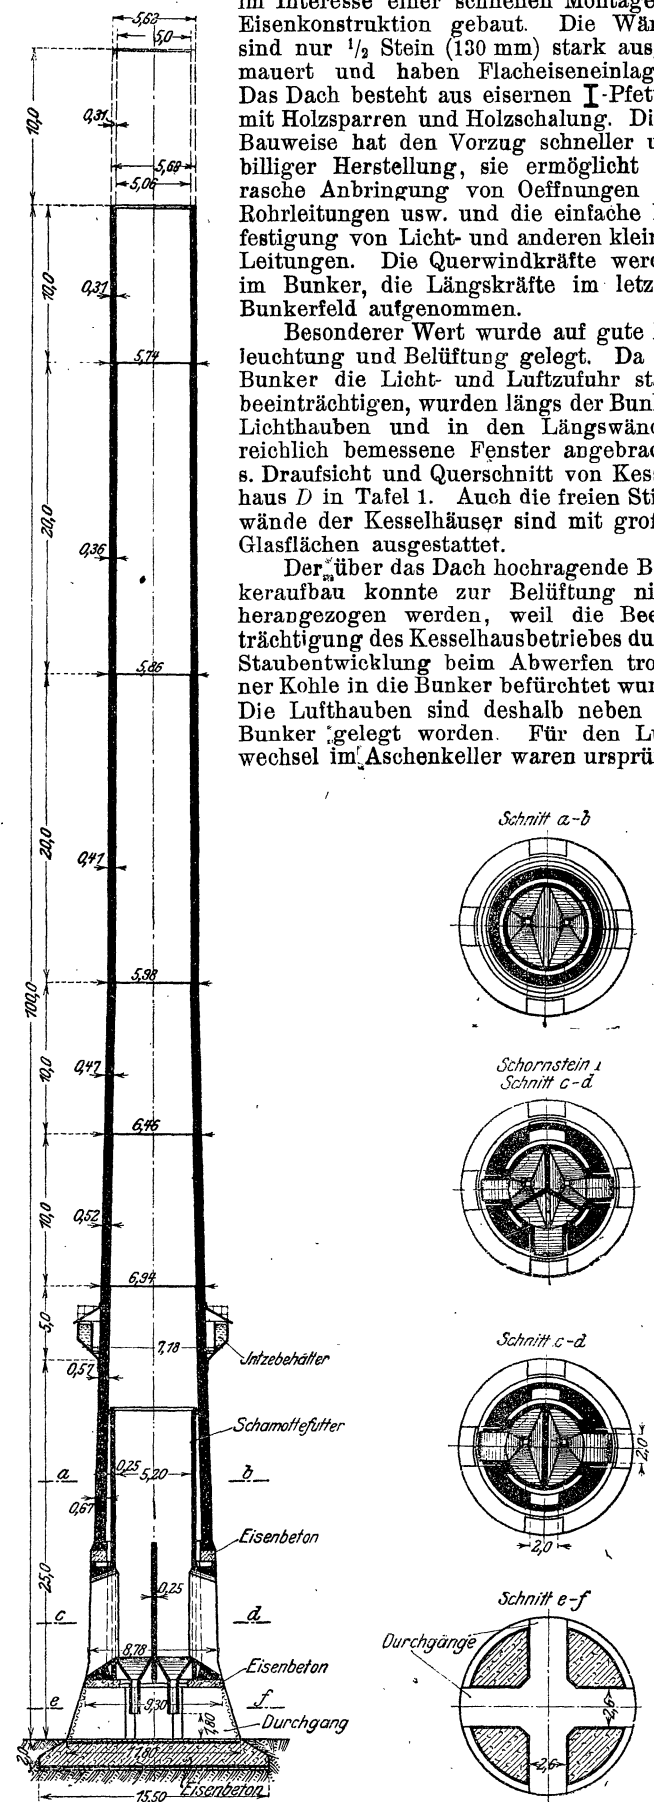 im Interesse einer schnellen Montage
Eisenkonstruktion gebaut. Die Wän
sind nur 1/2 Stein (130 mm) stark aus
mauert und haben Flacheiseneinlag
Das Dach besteht aus eisernen I-Pfet
mit Holzsparren und Holzschalung. Di
Bauweise hat den Vorzug schneller u
billiger Herstellung, sie ermöglicht
rasche Anbringung von Oeffnungen
Rohrleitungen usw. und die einfache
festigung von Licht- und anderen klein
Leitungen. Die Querwindkräfte were
im Bunker, die Längskräfte im letz
Bunkerfeld aufgenommen.
Besonderer Wert wurde auf gute
leuchtung und Belüftung gelegt. Da
Bunker die Licht- und Luftzufuhr st
beeinträchtigen, wurden längs der Bun
Lichthauben und in den Längswänd
reichlich bemessene Fenster angebrac
s. Draufsicht und Querschnitt von Kess
haus D in Tafel 1. Auch die freien Sti
wände der Kesselhäuser sind mit groß
Glasflächen ausgestattet.
Der über das Dach hochragende B
keraufbau konnte zur Belüftung ni
herangezogen werden, weil die Bee
trächtigung des Kesselhausbetriebes du
Staubentwicklung beim Abwerfen tro
ner Kohle in die Bunker befürchtet wur
Die Lufthauben sind deshalb neben
Bunker gelegt worden. Für den Lu
wechsel im Aschenkeller waren ursprü
5,63
5,0
10,0
0,31
5,68
5,06
10,0
0,31
5,74
20,0
0,36
5,86
20,0
0,41
5,98
100,0
10,0
0,47
6,46
10,0
0,52
6,94
5,0
7,18
Intzebehälter
0,57
Schamottefutter
0,25
5,20
a
b
0,67
Eisenbeton
25,0
0,25
c
d
8,78
Eisenbeton
e
9,30
f
1,80
Durchgang
2,0
11,60
Eisenbeton
15,50
Schnitt a-b
Schornstein 1
Schnitt c-d
Schnitt c-d
2,0
2,0
Schnitt e-f
Durchgänge
2,6
2,6